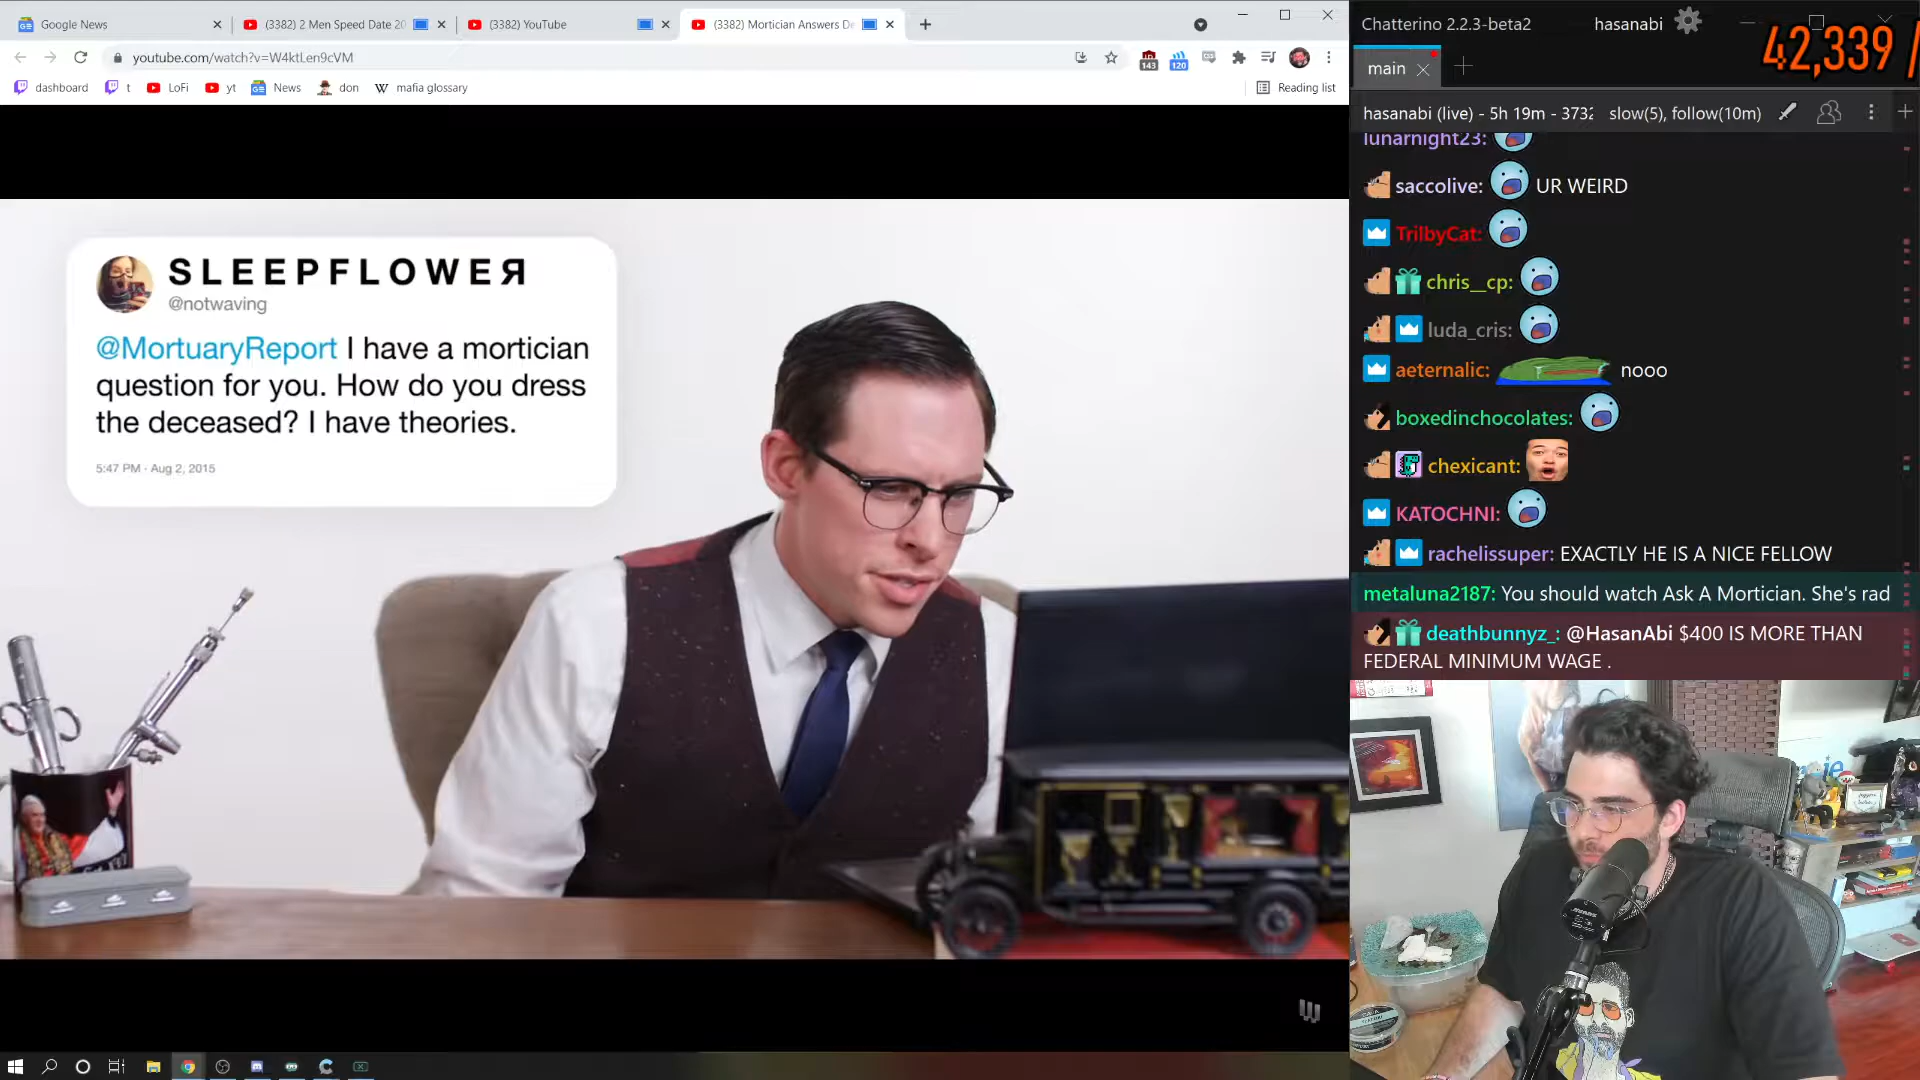 Google News
(3382) 2 Men Speed Date 20
(3382) YouTube
(3382) Mortician Answers De
youtube.com/watch?v=W4ktLen9cVM
143
120
dashboard
t
LoFi
yt
News
don
mafia glossary
Reading list
SLEEPFLOWEЯ
@notwaving
@MortuaryReport I have a mortician
question for you. How do you dress
the deceased? I have theories.
5:47 PM · Aug 2, 2015
Chatterino 2.2.3-beta2
hasanabi
42,339 /
main
hasanabi (live) - 5h 19m - 373
slow(5), follow(10m)
lunarnight23:
saccolive: UR WEIRD
TrilbyCat:
chris__cp:
luda_cris:
aeternalic: nooo
boxedinchocolates:
chexicant:
KATOCHNI:
rachelissuper: EXACTLY HE IS A NICE FELLOW
metaluna2187: You should watch Ask A Mortician. She's rad
deathbunnyz_: @HasanAbi $400 IS MORE THAN
FEDERAL MINIMUM WAGE .